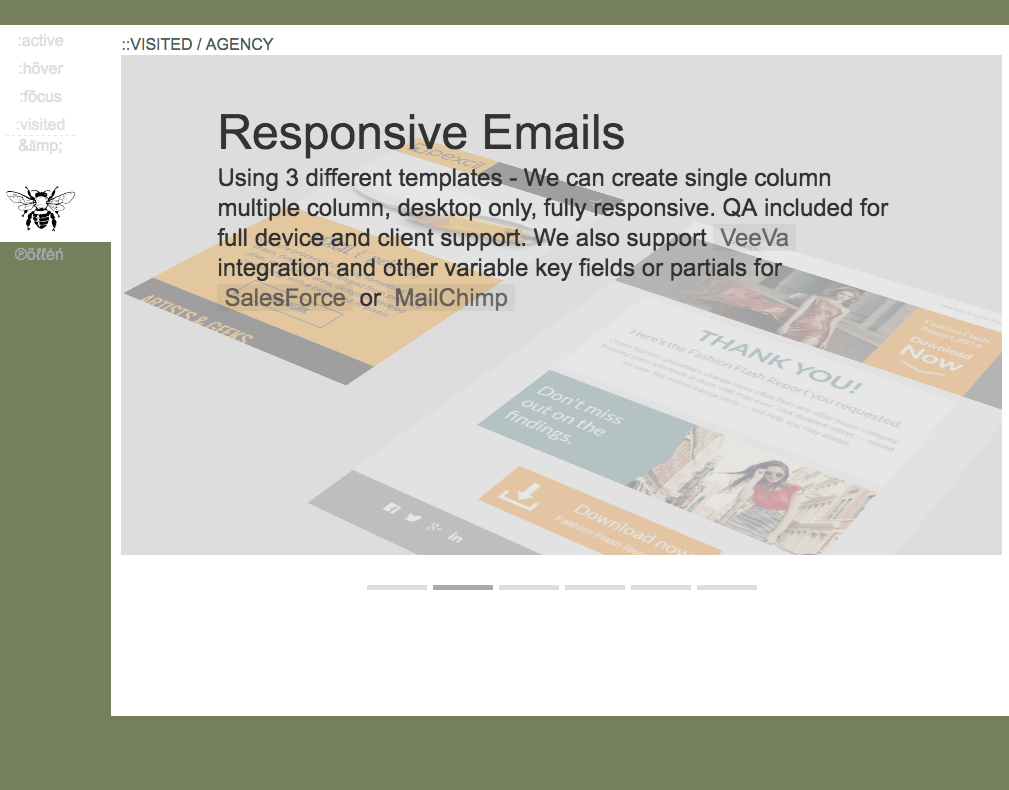 :active
:hōver
:fōcus
:visited
&āmp;
::VISITED / AGENCY
Responsive Emails
Using 3 different templates - We can create single column
multiple column, desktop only, fully responsive. QA included for
full device and client support. We also support VeeVa
integration and other variable key fields or partials for
SalesForce or MailChimp
pexcil
ARTISTS & GEEKS
Fashion Flash
Report 2016
Download
Now
THANK YOU!
Here's the Fashion Flash Report you requested.
Don't miss
out on the
findings.
Download now
Fashion Flash